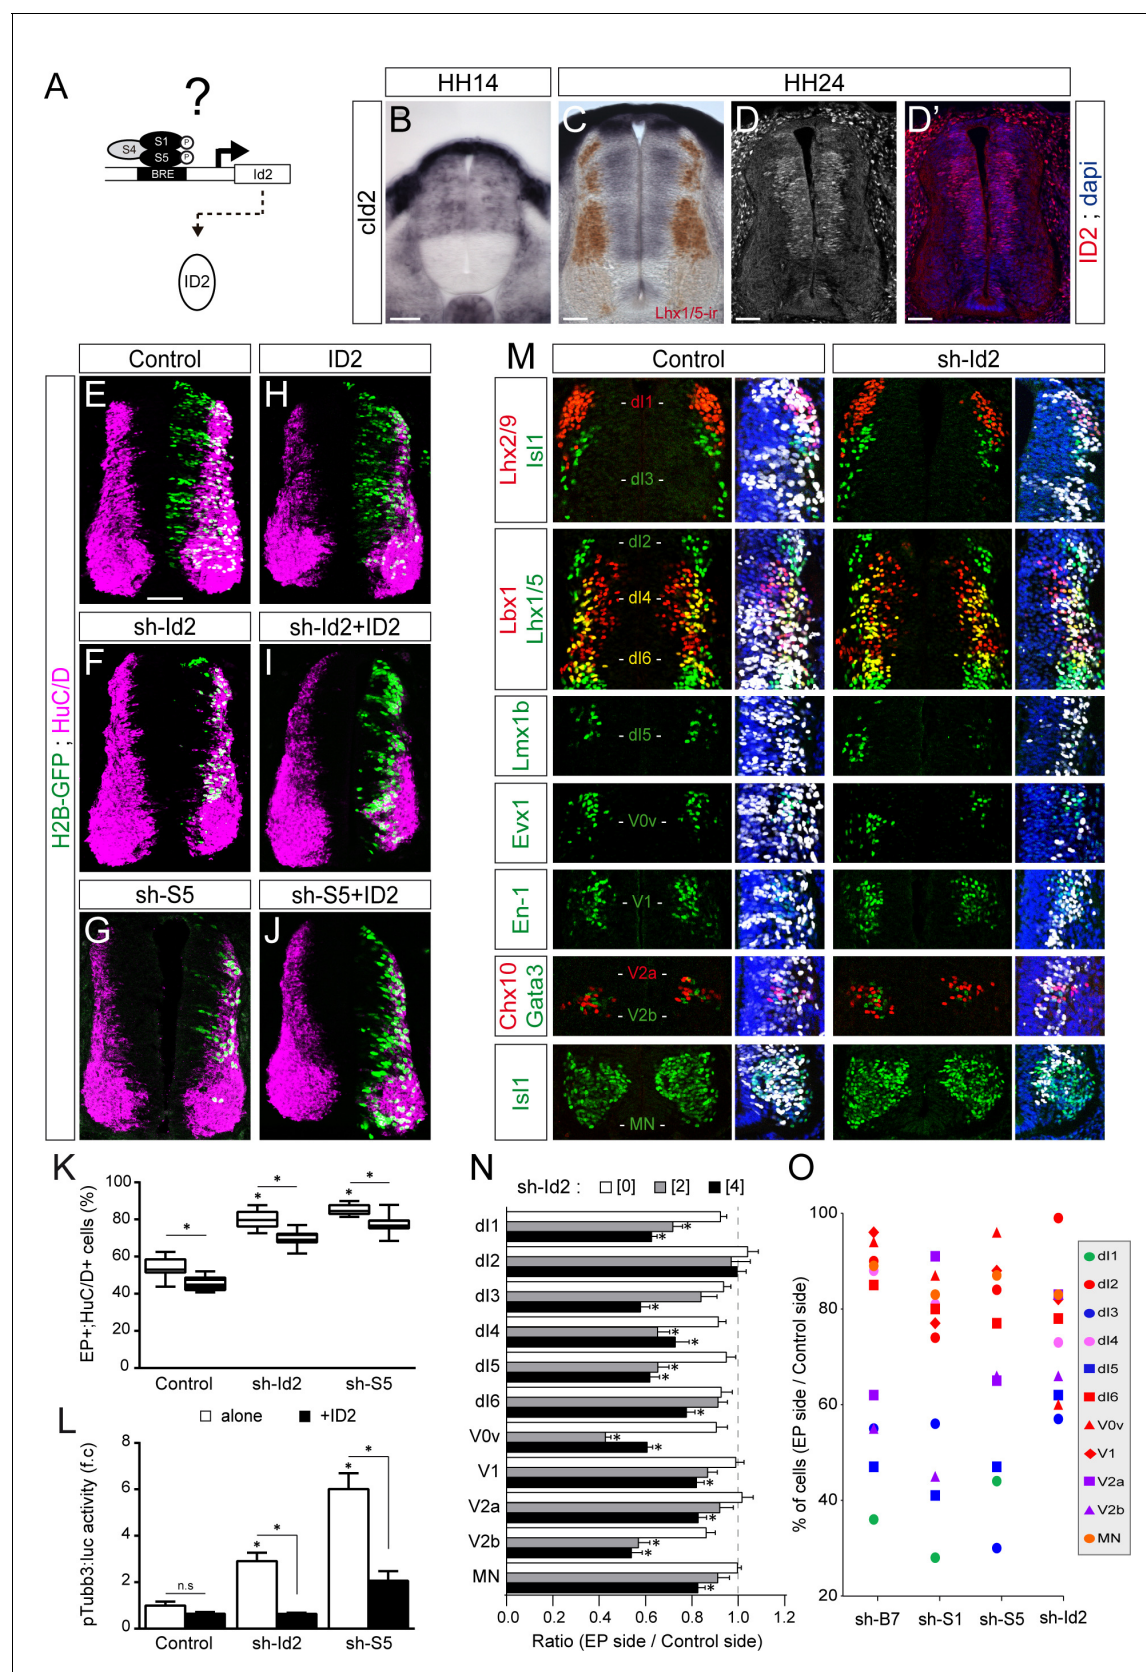 A
?
S1
S4
S5
P
P
BRE
Id2
ID2
HH14
HH24
cId2
B
C
D
D'
Lhx1/5-ir
ID2 ; dapi
Control
ID2
E
H
sh-Id2
sh-Id2+ID2
F
I
sh-S5
sh-S5+ID2
G
J
H2B-GFP ; HuC/D
M
Control
sh-Id2
Lhx2/9
Isl1
- dI1 -
- dI3 -
Lbx1
Lhx1/5
- dI2 -
- dI4 -
- dI6 -
Lmx1b
- dI5 -
Evx1
- V0v -
En-1
- V1 -
Chx10
Gata3
- V2a -
- V2b -
Isl1
- MN -
K
EP+;HuC/D+ cells (%)
100
80
60
40
20
0
*
*
*
*
*
Control
sh-Id2
sh-S5
alone
+ID2
L
pTubb3:luc activity (f.c)
8
6
4
2
0
n.s
*
*
*
*
Control
sh-Id2
sh-S5
N
sh-Id2 :
[0]
[2]
[4]
dI1
*
*
dI2
dI3
*
dI4
*
*
dI5
*
*
dI6
*
V0v
*
*
V1
*
V2a
*
V2b
*
*
MN
*
0.0
0.2
0.4
0.6
0.8
1.0
1.2
Ratio (EP side / Control side)
O
% of cells (EP side / Control side)
100
80
60
40
20
sh-B7
sh-S1
sh-S5
sh-Id2
dI1
dI2
dI3
dI4
dI5
dI6
V0v
V1
V2a
V2b
MN